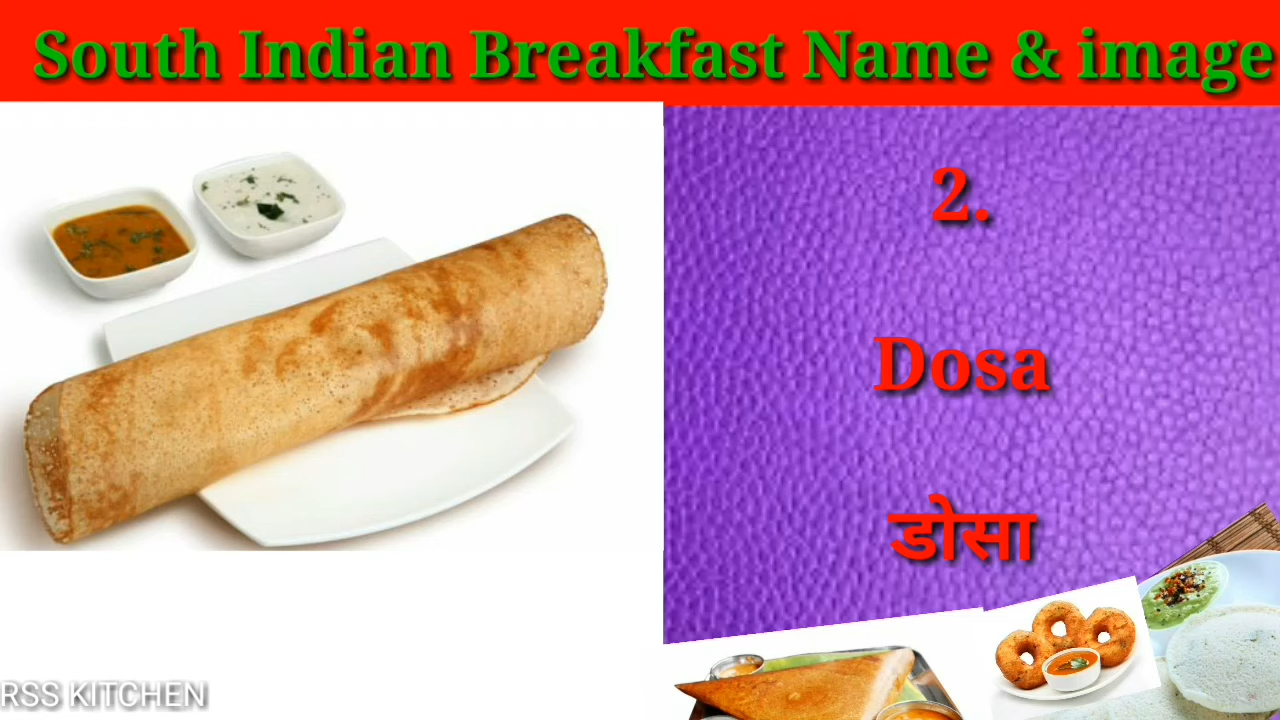 South Indian Breakfast Name & image
2.
Dosa
डोसा
RSS KITCHEN